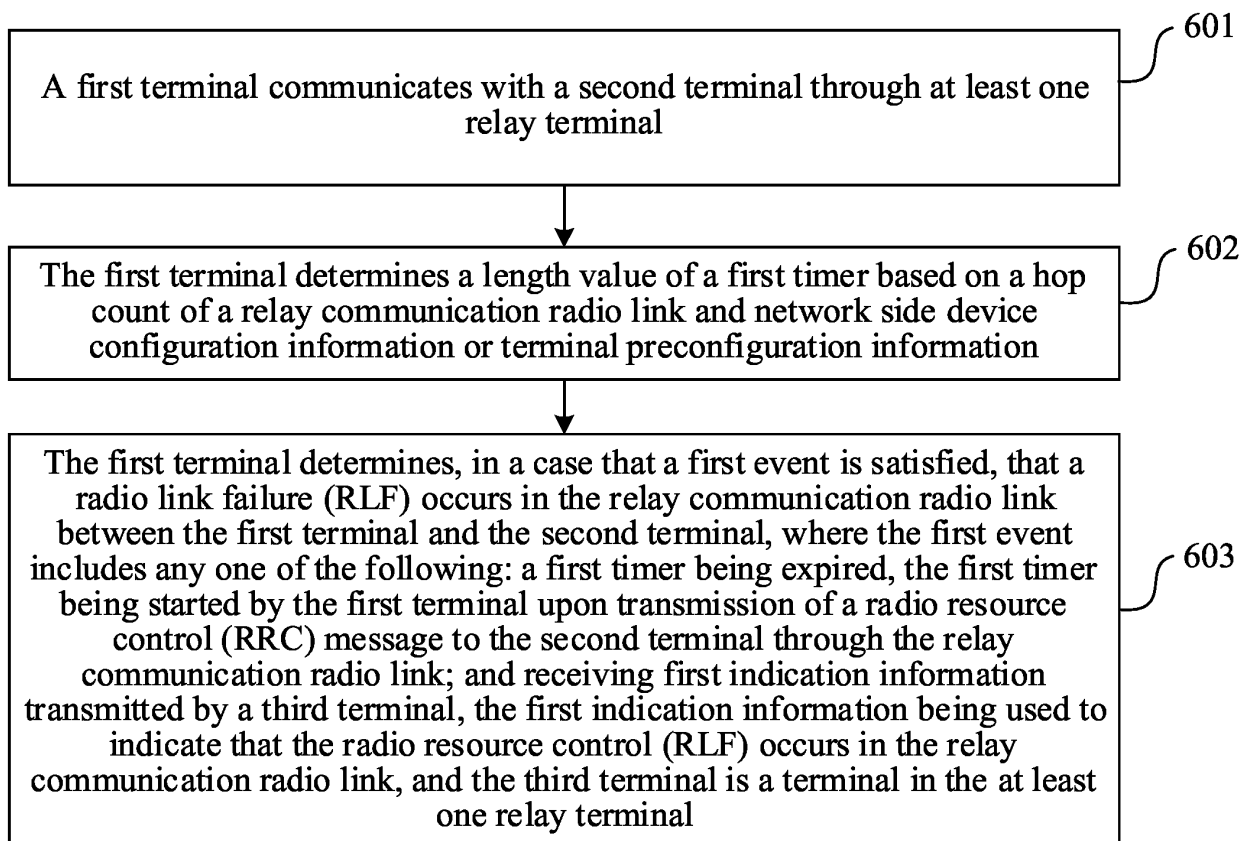 601
A first terminal communicates with a second terminal through at least one
relay terminal
602
The first terminal determines a length value of a first timer based on a hop
count of a relay communication radio link and network side device
configuration information or terminal preconfiguration information
603
The first terminal determines, in a case that a first event is satisfied, that a
radio link failure (RLF) occurs in the relay communication radio link
between the first terminal and the second terminal, where the first event
includes any one of the following: a first timer being expired, the first timer
being started by the first terminal upon transmission of a radio resource
control (RRC) message to the second terminal through the relay
communication radio link; and receiving first indication information
transmitted by a third terminal, the first indication information being used to
indicate that the radio resource control (RLF) occurs in the relay
communication radio link, and the third terminal is a terminal in the at least
one relay terminal